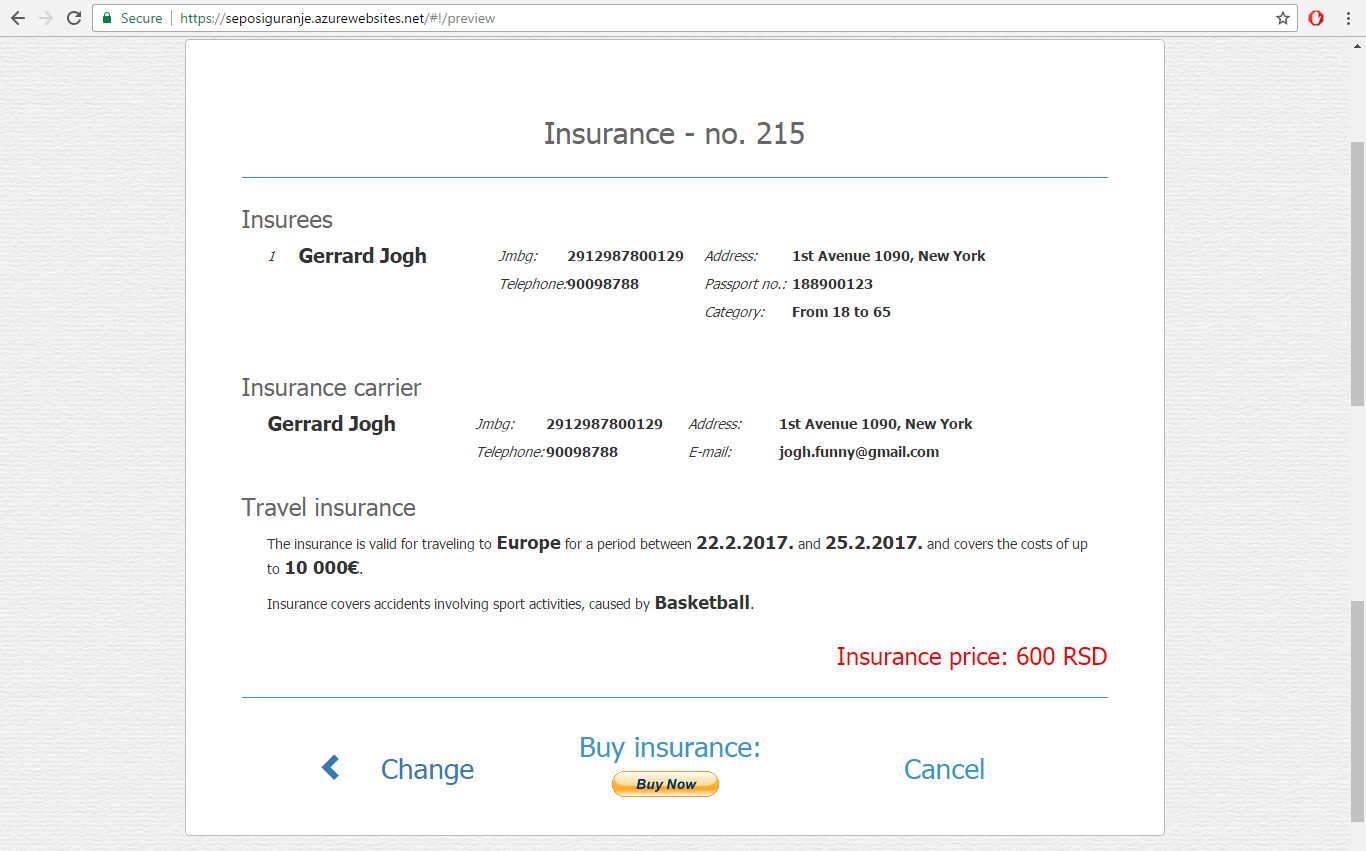 Secure https://seposiguranje.azurewebsites.net/#!/preview
Insurance - no. 215
Insurees
1 Gerrard Jogh Jmbg: 2912987800129 Address: 1st Avenue 1090, New York
Telephone: 90098788 Passport no.: 188900123
Category: From 18 to 65
Insurance carrier
Gerrard Jogh Jmbg: 2912987800129 Address: 1st Avenue 1090, New York
Telephone: 90098788 E-mail: jogh.funny@gmail.com
Travel insurance
The insurance is valid for traveling to Europe for a period between 22.2.2017. and 25.2.2017. and covers the costs of up
to 10 000€.
Insurance covers accidents involving sport activities, caused by Basketball.
Insurance price: 600 RSD
Change
Buy insurance:
Buy Now
Cancel